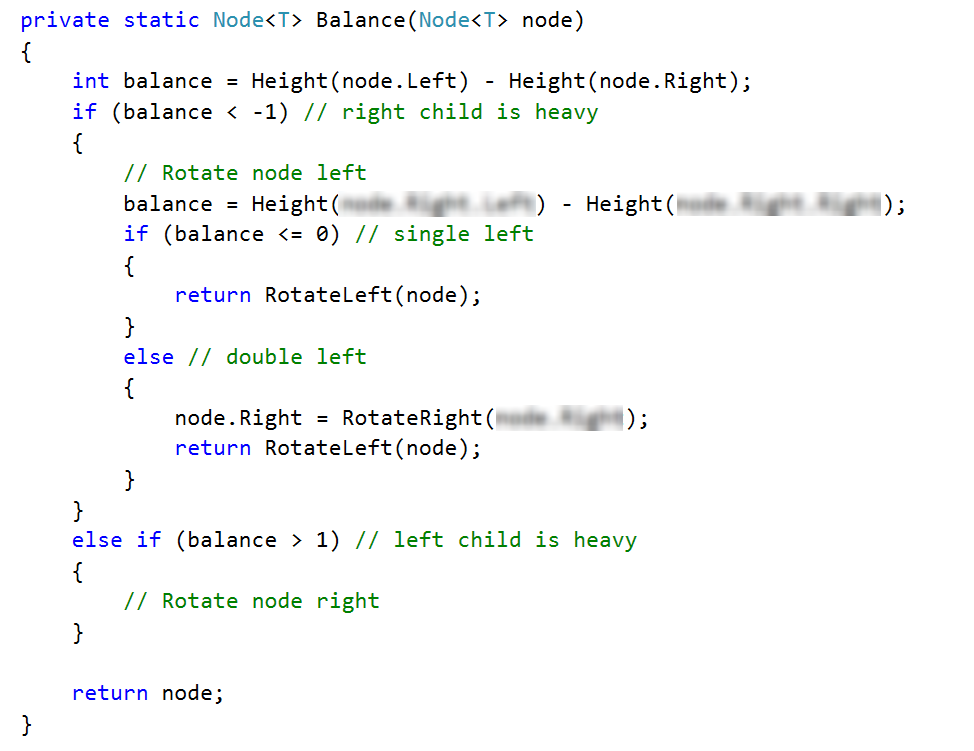 private static Node<T> Balance(Node<T> node)
{
int balance = Height(node.Left) - Height(node.Right);
if (balance < -1) // right child is heavy
{
// Rotate node left
balance = Height() - Height();
if (balance <= 0) // single left
{
return RotateLeft(node);
}
else // double left
{
node.Right = RotateRight();
return RotateLeft(node);
}
}
else if (balance > 1) // left child is heavy
{
// Rotate node right
}
return node;
}